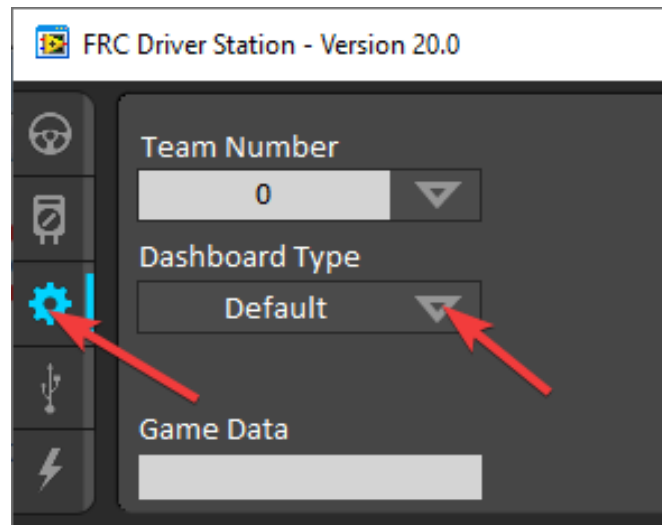 FRC Driver Station - Version 20.0
Team Number
0
Dashboard Type
Default
Game Data